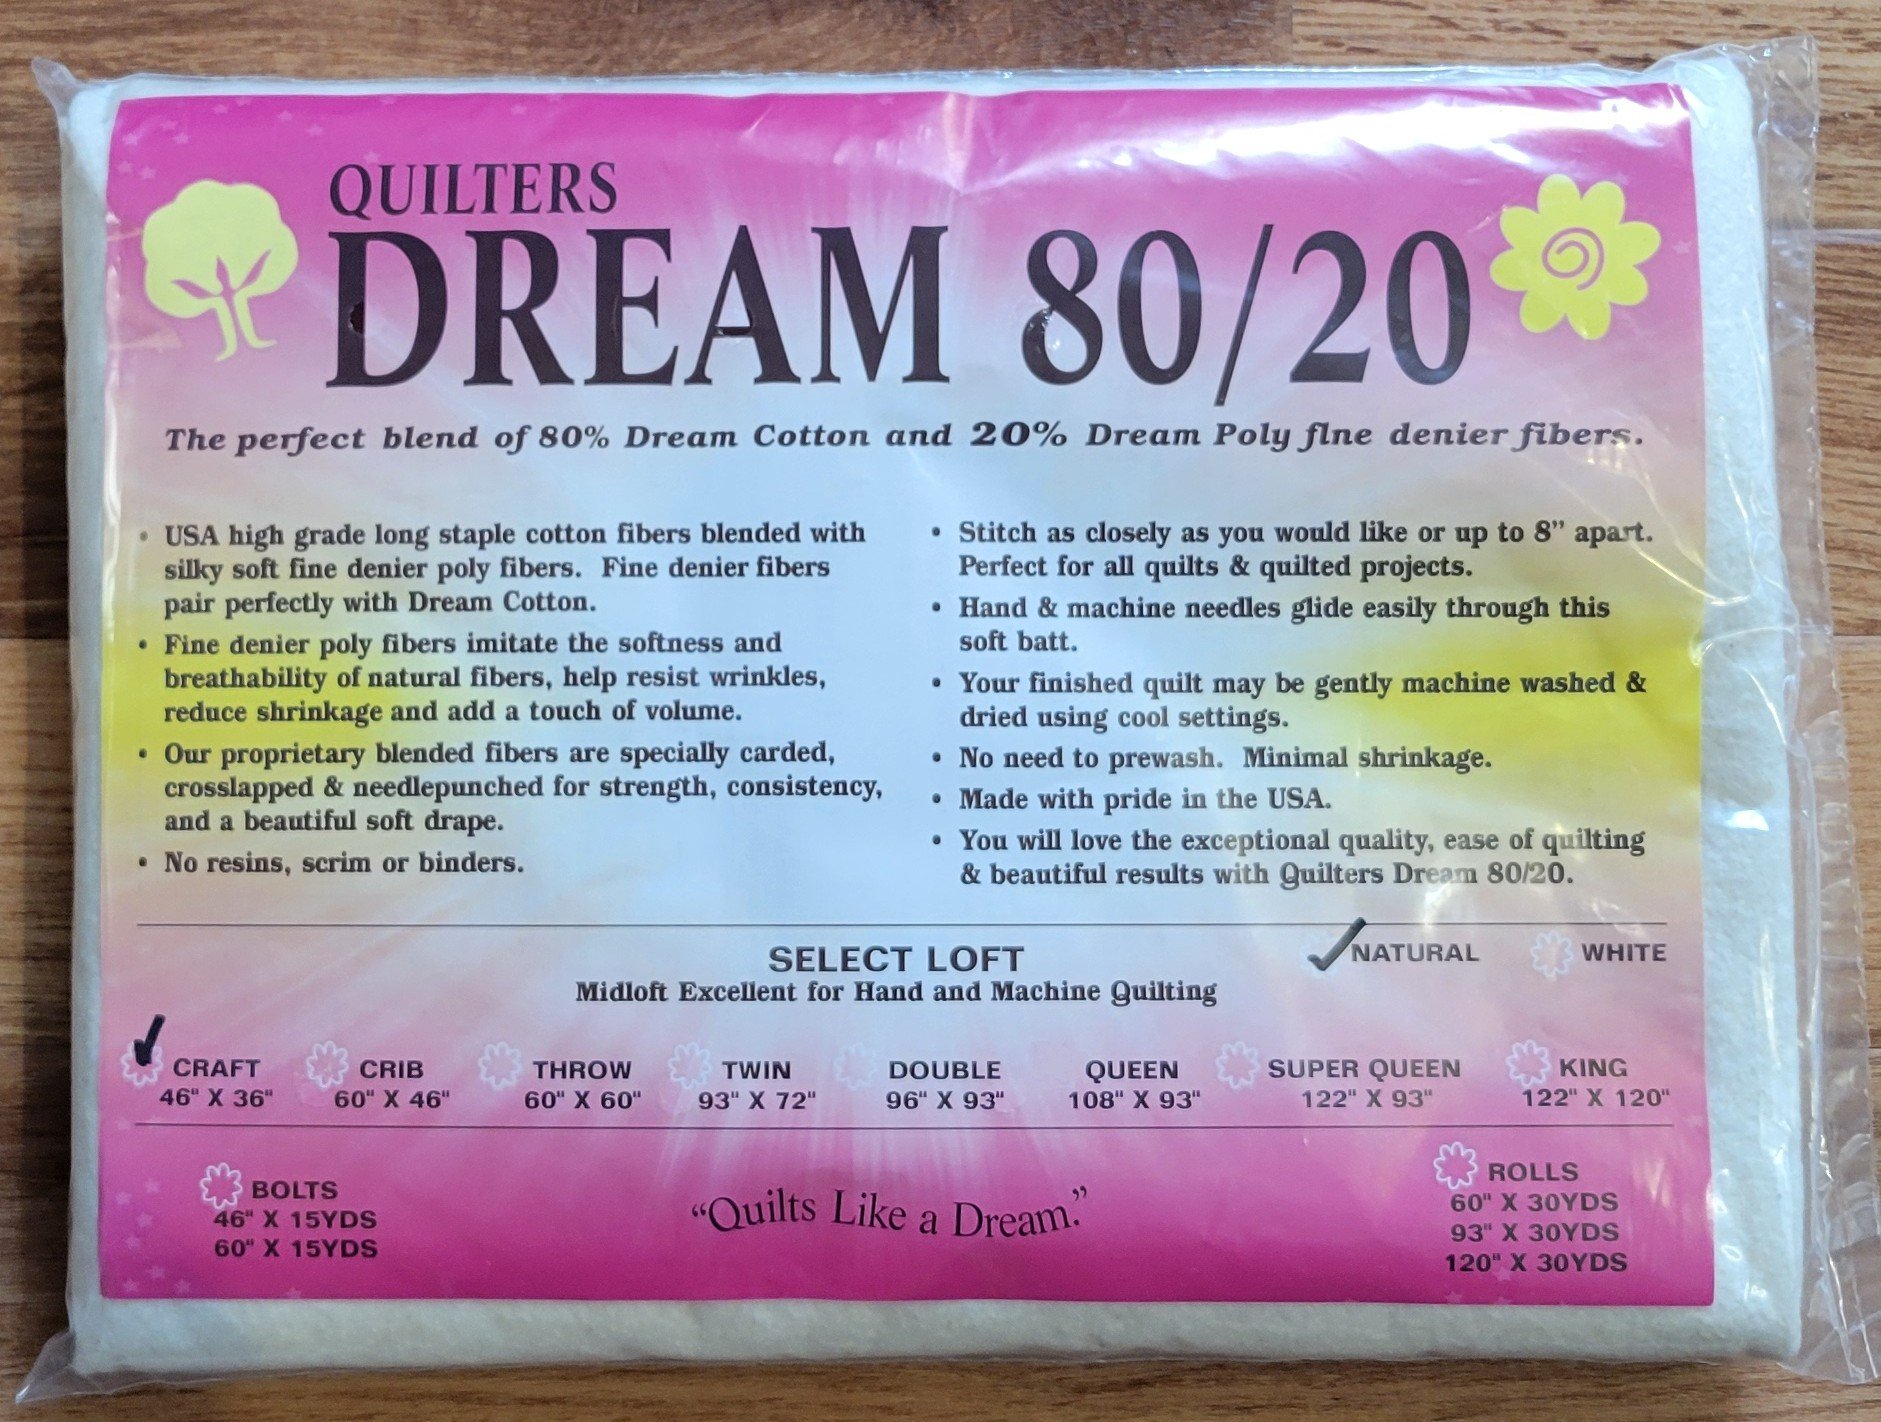 QUILTERS
DREAM 80/20
The perfect blend of 80% Dream Cotton and 20% Dream Poly fine denier fibers.
• USA high grade long staple cotton fibers blended with
silky soft fine denier poly fibers. Fine denier fibers
pair perfectly with Dream Cotton.
• Fine denier poly fibers imitate the softness and
breathability of natural fibers, help resist wrinkles,
reduce shrinkage and add a touch of volume.
• Our proprietary blended fibers are specially carded,
crosslapped & needlepunched for strength, consistency,
and a beautiful soft drape.
• No resins, scrim or binders.
• Stitch as closely as you would like or up to 8” apart.
Perfect for all quilts & quilted projects.
• Hand & machine needles glide easily through this
soft batt.
• Your finished quilt may be gently machine washed &
dried using cool settings.
• No need to prewash. Minimal shrinkage.
• Made with pride in the USA.
• You will love the exceptional quality, ease of quilting
& beautiful results with Quilters Dream 80/20.
SELECT LOFT
✓ NATURAL WHITE
Midloft Excellent for Hand and Machine Quilting
✓ CRAFT CRIB THROW TWIN DOUBLE QUEEN SUPER QUEEN KING
46" X 36" 60" X 46" 60" X 60" 93" X 72" 96" X 93" 108" X 93" 122" X 93" 122" X 120"
BOLTS
46" X 15YDS
60" X 15YDS
“Quilts Like a Dream.”
ROLLS
60" X 30YDS
93" X 30YDS
120" X 30YDS